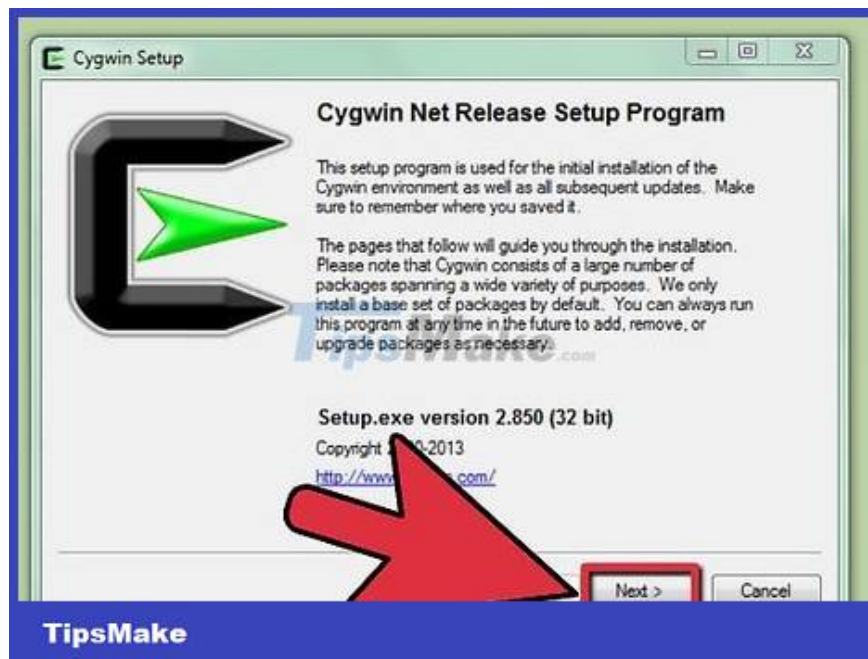 Cygwin Setup
Cygwin Net Release Setup Program
This setup program is used for the initial installation of the
Cygwin environment as well as all subsequent updates. Make
sure to remember where you saved it.
The pages that follow will guide you through the installation.
Please note that Cygwin consists of a large number of
packages spanning a wide variety of purposes. We only
install a base set of packages by default. You can always run
this program at any time in the future to add, remove, or
upgrade packages as necessary.
TipsMake.com
Setup.exe version 2.850 (32 bit)
Copyright 2 0-2013
http://www. .com/
Next >
Cancel
TipsMake